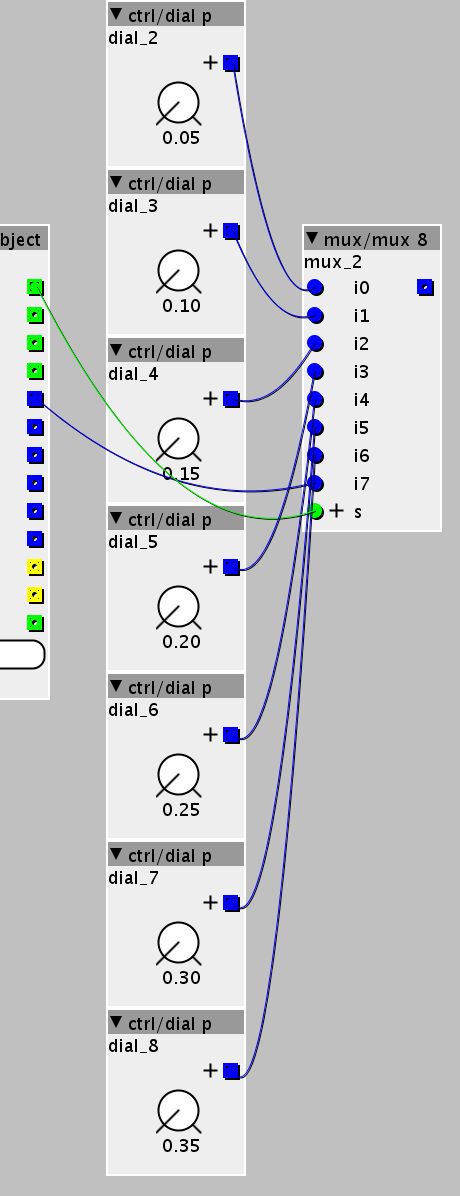 ctrl/dial p
dial_2
+
0.05
ctrl/dial p
dial_3
+
0.10
ctrl/dial p
dial_4
+
0.15
ctrl/dial p
dial_5
0.20
ctrl/dial p
dial_6
+
0.25
ctrl/dial p
dial_7
+
0.30
ctrl/dial p
dial_8
+
0.35
bject
mux/mux 8
mux_2
i0
i1
i2
i3
i4
i5
i6
i7
+ s